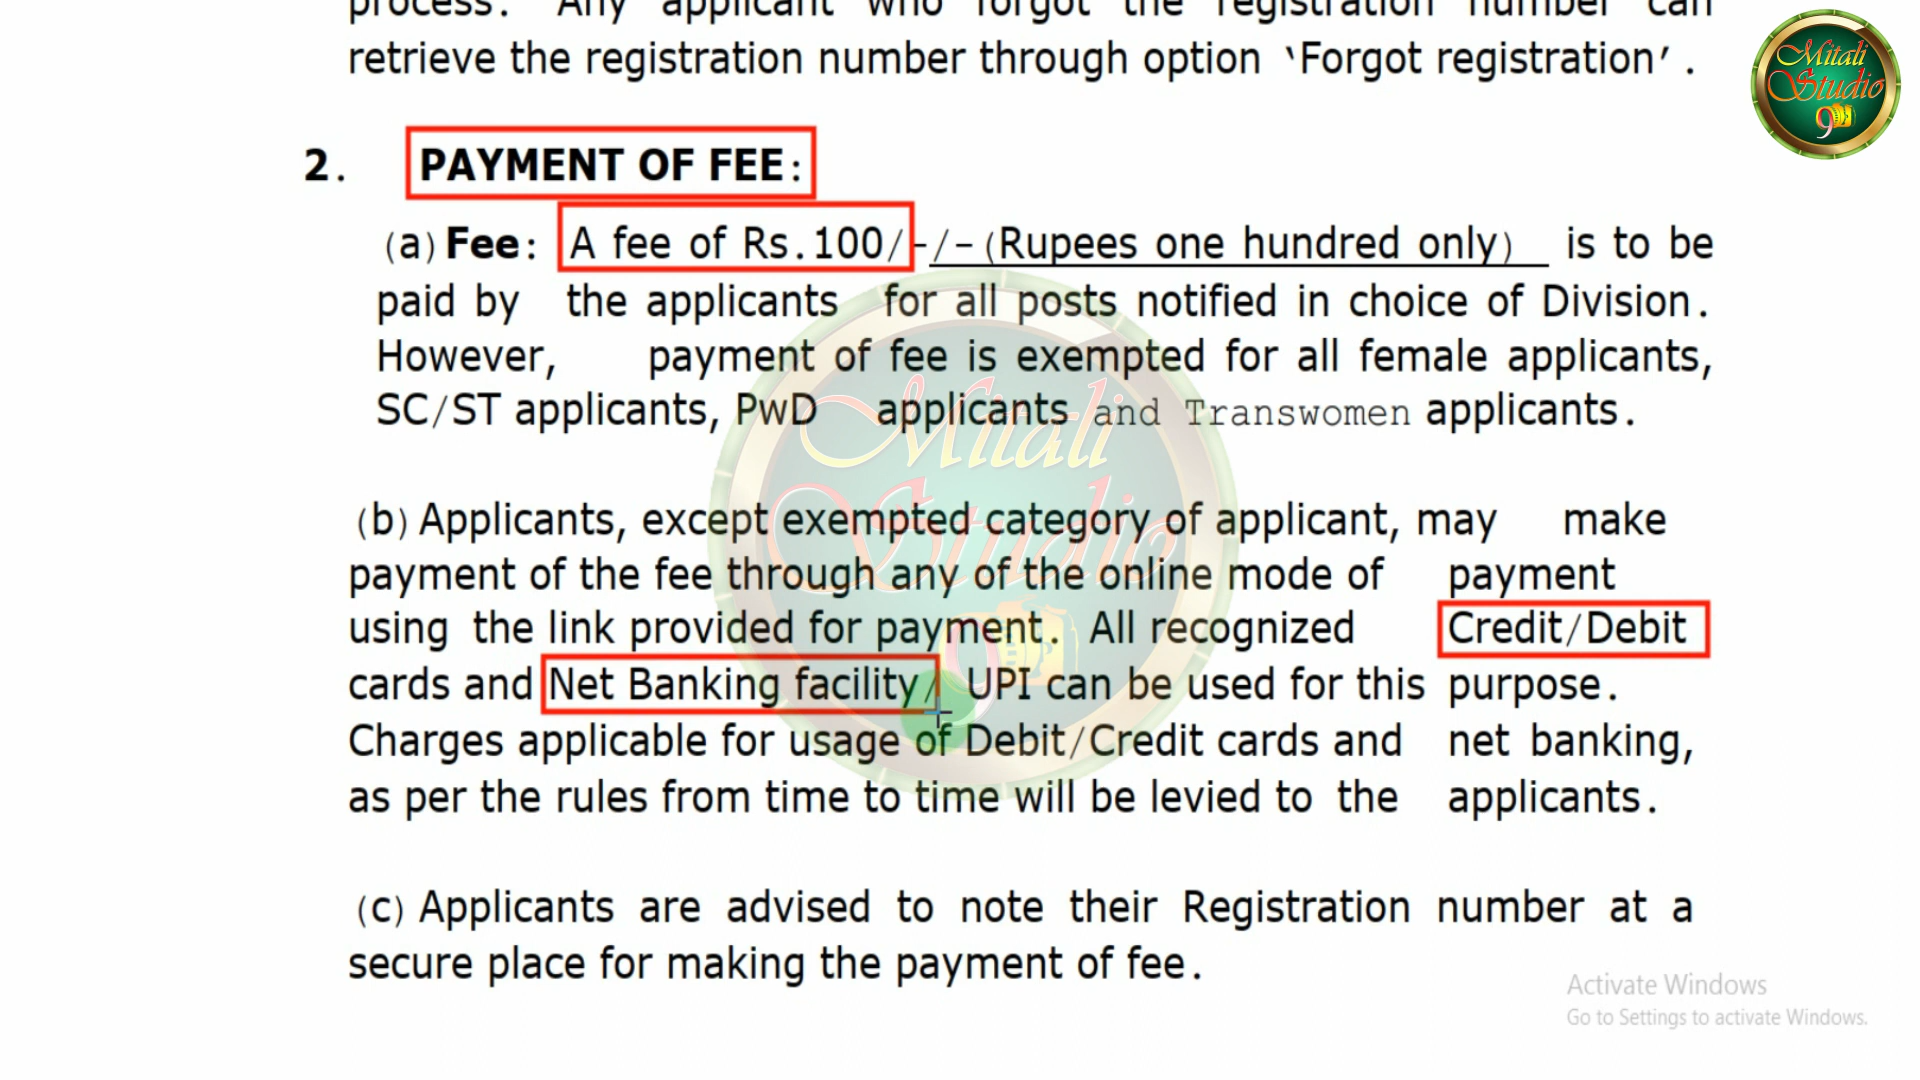 process. Any applicant who forgot the registration number can
retrieve the registration number through option ‘Forgot registration’ .
2. PAYMENT OF FEE:
(a) Fee: A fee of Rs.100/-/-(Rupees one hundred only) is to be
paid by the applicants for all posts notified in choice of Division.
However, payment of fee is exempted for all female applicants,
SC/ST applicants, PwD applicants and Transwomen applicants.
(b) Applicants, except exempted category of applicant, may make
payment of the fee through any of the online mode of payment
using the link provided for payment. All recognized Credit/Debit
cards and Net Banking facility/ UPI can be used for this purpose.
Charges applicable for usage of Debit/Credit cards and net banking,
as per the rules from time to time will be levied to the applicants.
(c) Applicants are advised to note their Registration number at a
secure place for making the payment of fee.
Mitali
Studio
9
Mitali
Studio
9
Activate Windows
Go to Settings to activate Windows.